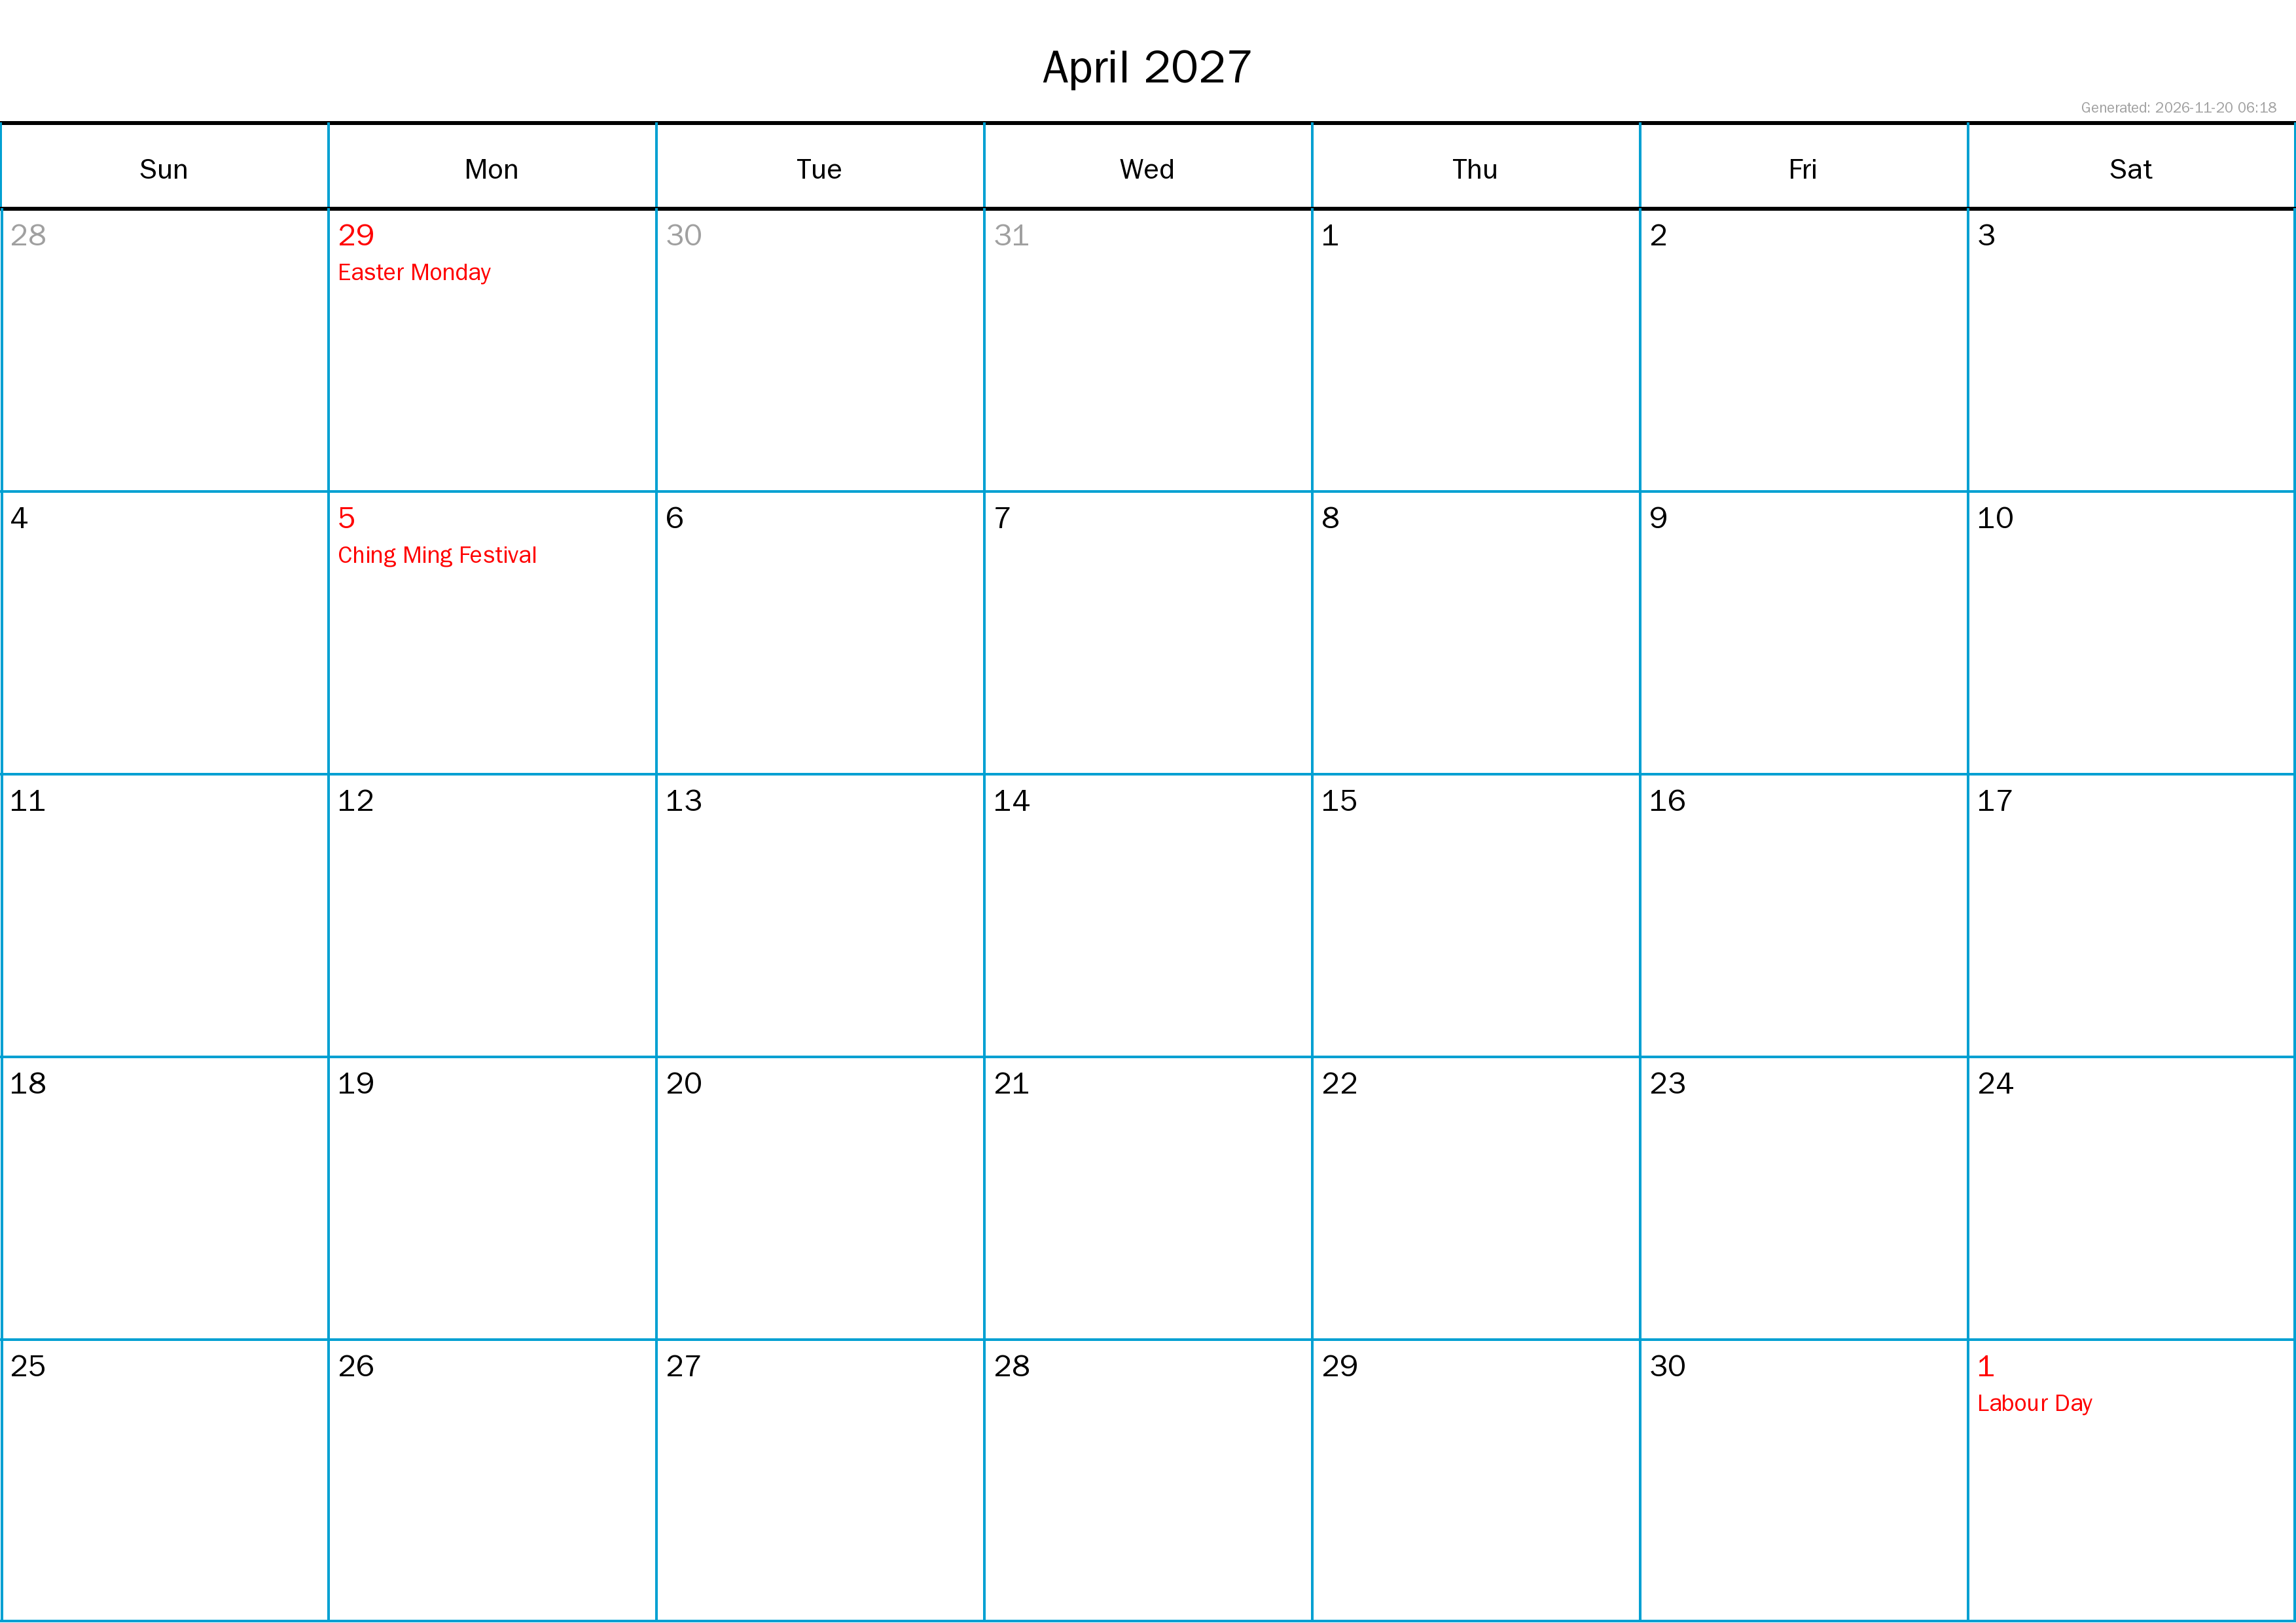 April 2027
Generated: 2026-11-20 06:18
Sun Mon Tue Wed Thu Fri Sat
28 29 30 31 1 2 3
Easter Monday
4 5 6 7 8 9 10
Ching Ming Festival
11 12 13 14 15 16 17
18 19 20 21 22 23 24
25 26 27 28 29 30 1
Labour Day